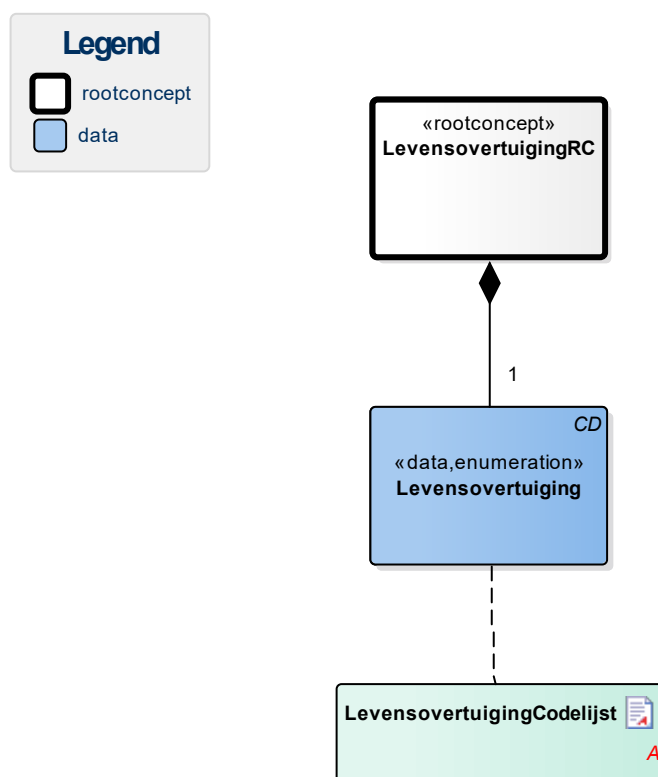 Legend
rootconcept
data
«rootconcept»
LevensovertuigingRC
1
CD
«data,enumeration»
Levensovertuiging
LevensovertuigingCodelijst
A